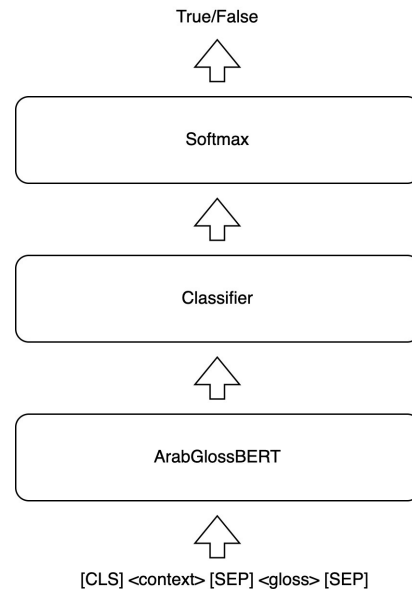 True/False
Softmax
Classifier
ArabGlossBERT
[CLS] <context> [SEP] <gloss> [SEP]